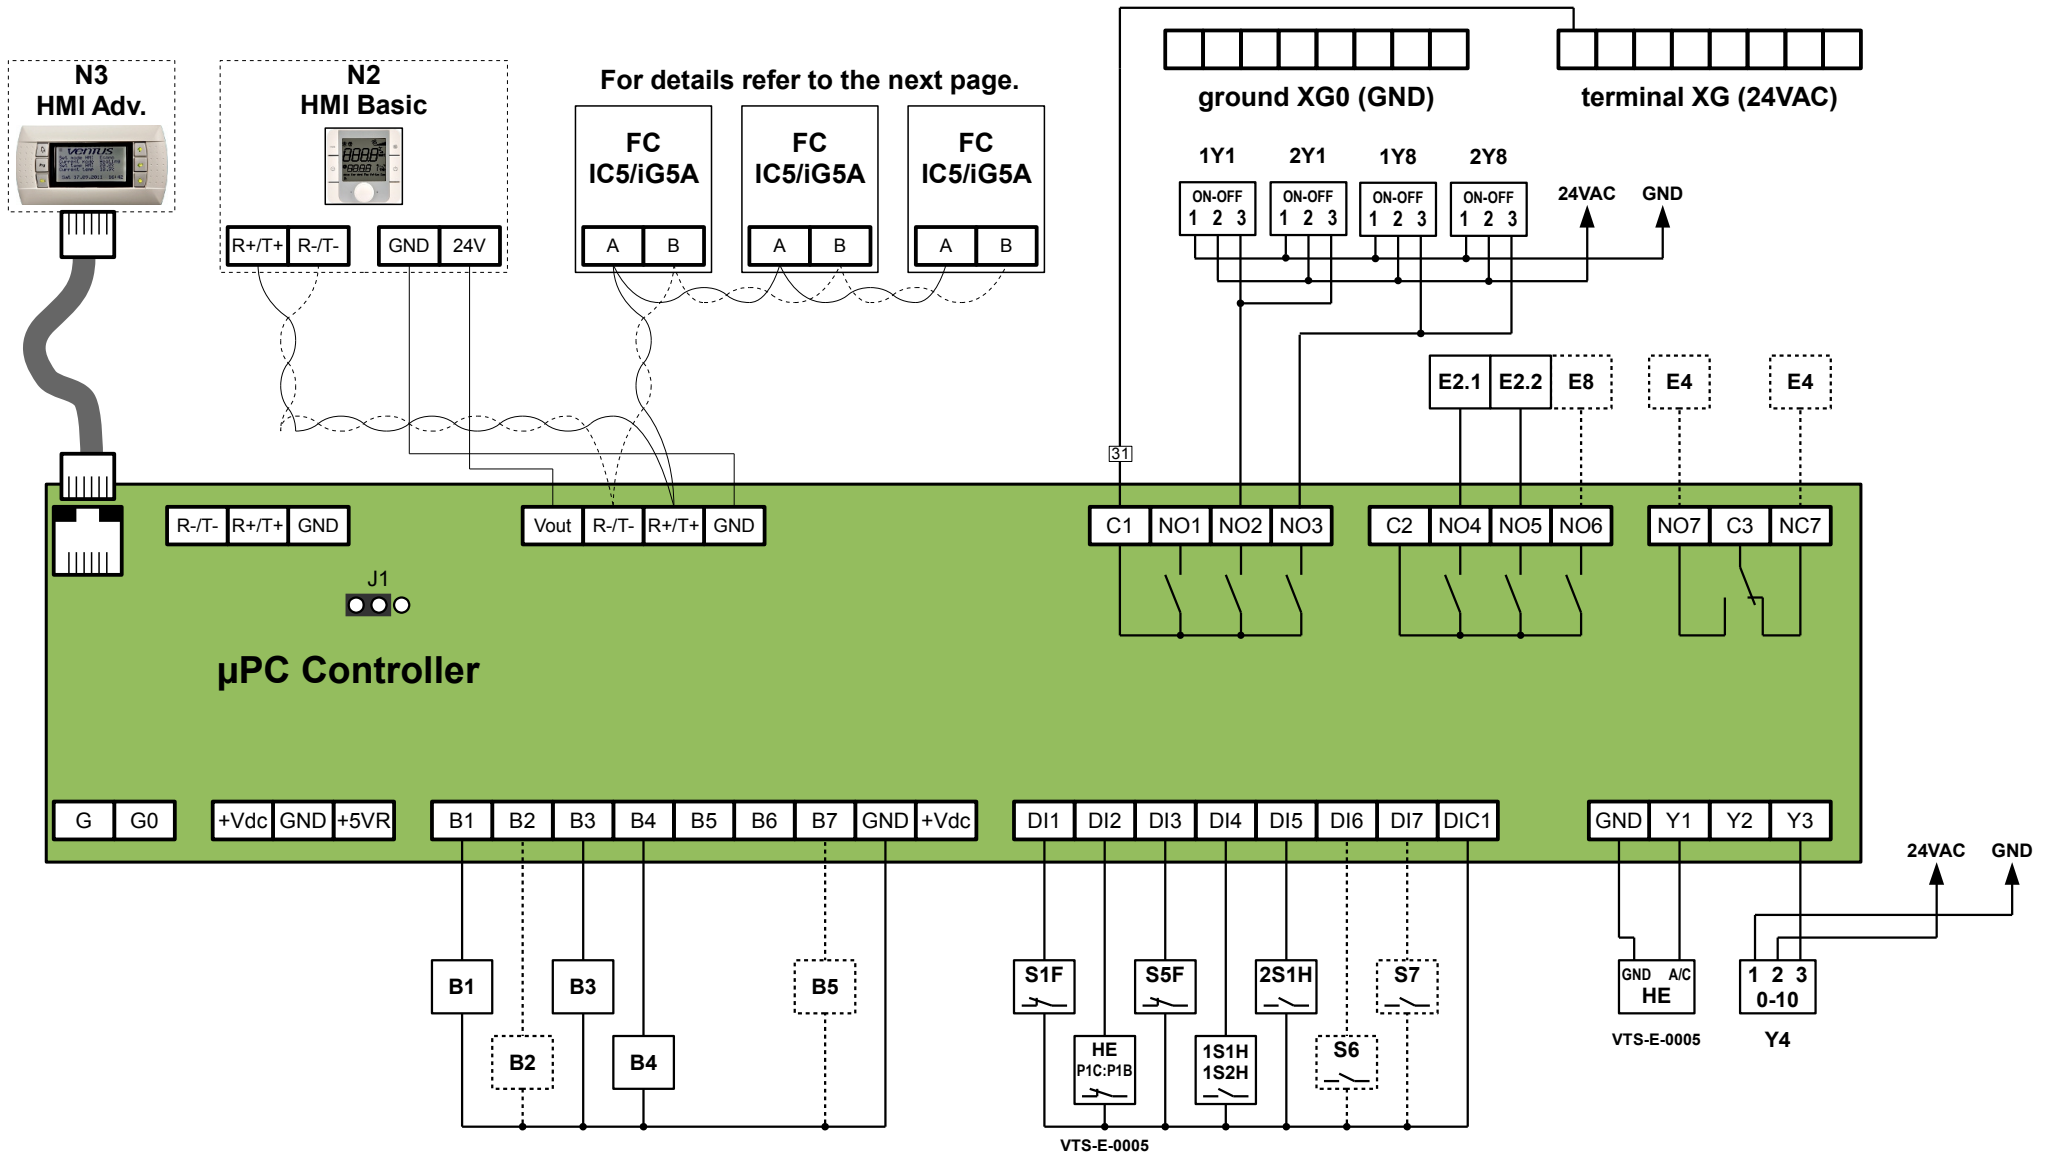 N3
HMI Adv.
VENTUS
N2
HMI Basic
R+/T+ R-/T- GND 24V
For details refer to the next page.
FC
IC5/iG5A
A B
FC
IC5/iG5A
A B
FC
IC5/iG5A
A B
ground XG0 (GND)
terminal XG (24VAC)
1Y1 2Y1 1Y8 2Y8
ON-OFF ON-OFF ON-OFF ON-OFF
1 2 3 1 2 3 1 2 3 1 2 3
24VAC GND
E2.1 E2.2 E8 E4 E4
31
R-/T- R+/T+ GND
Vout R-/T- R+/T+ GND
C1 NO1 NO2 NO3
C2 NO4 NO5 NO6
NO7 C3 NC7
J1
µPC Controller
G G0
+Vdc GND +5VR
B1 B2 B3 B4 B5 B6 B7 GND +Vdc
DI1 DI2 DI3 DI4 DI5 DI6 DI7 DIC1
GND Y1 Y2 Y3
24VAC GND
B1 B3 B5
B2 B4
S1F S5F 2S1H S7
HE
P1C:P1B
1S1H
1S2H
S6
VTS-E-0005
GND A/C
HE
VTS-E-0005
1 2 3
0-10
Y4